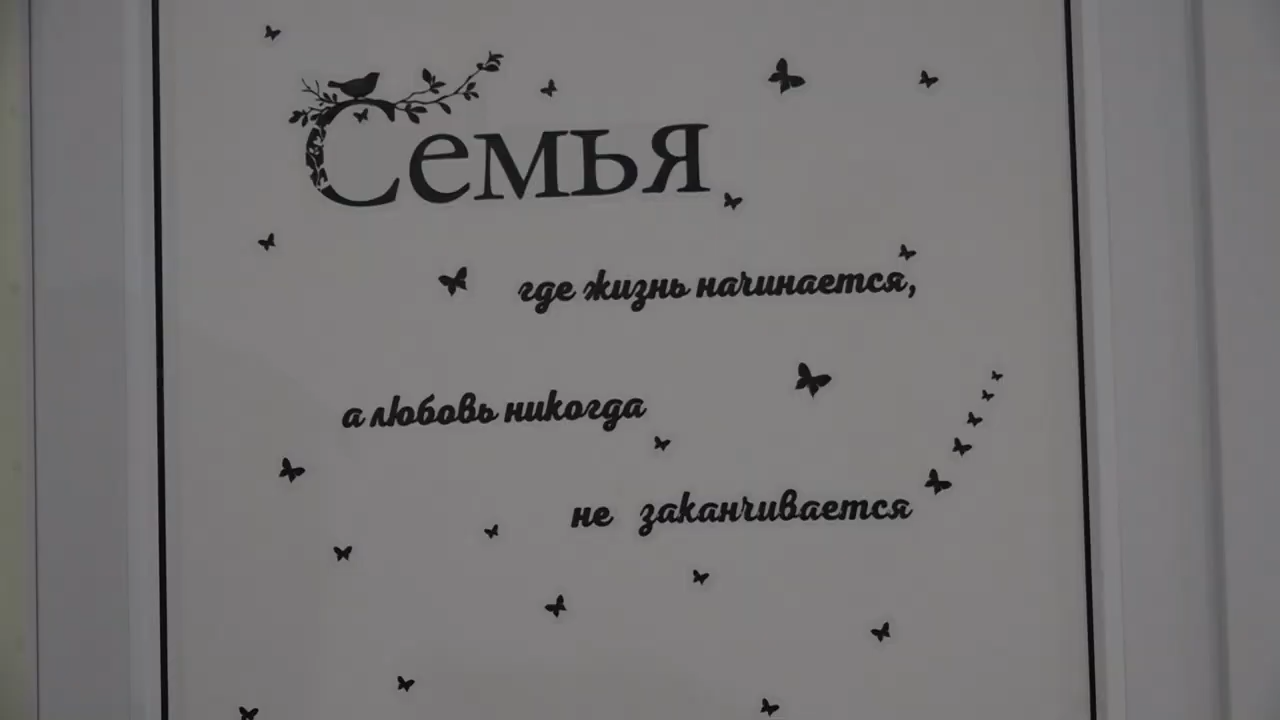 Семья
где жизнь начинается,
а любовь никогда
не заканчивается